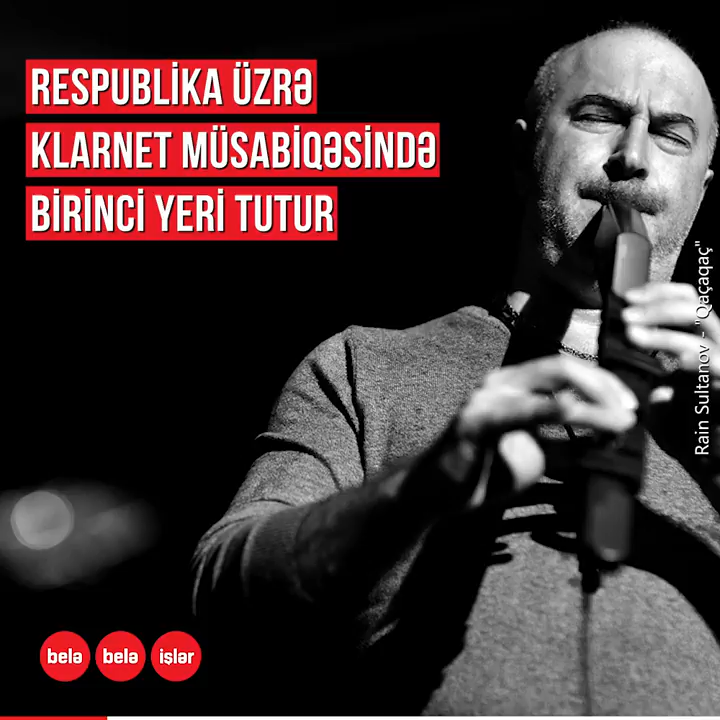 RESPUBLİKA ÜZRƏ
KLARNET MÜSABİQƏSİNDƏ
BİRİNCİ YERİ TUTUR
Rain Sultanov - "Qaçaqaç"
belə belə işlər